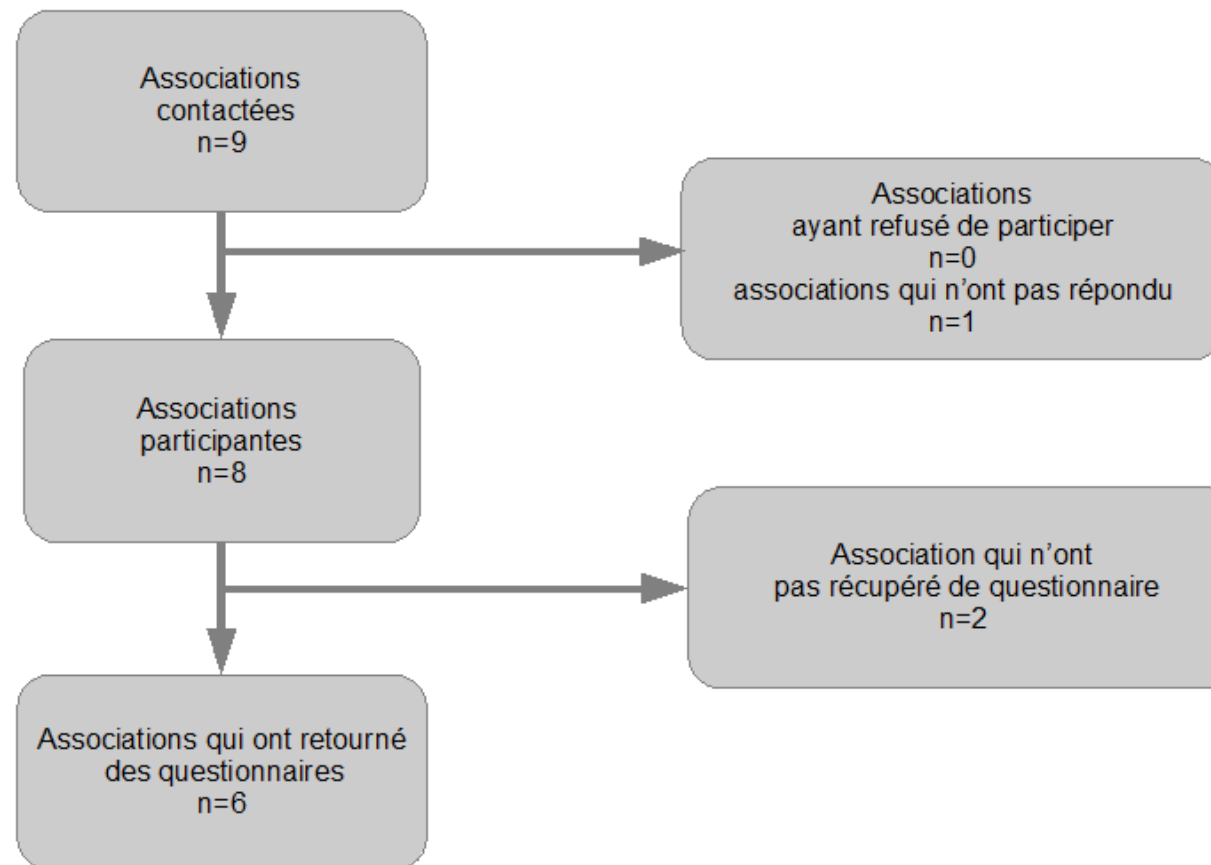 Associations
contactées
n=9
Associations
ayant refusé de participer
n=0
associations qui n’ont pas répondu
n=1
Associations
participantes
n=8
Association qui n’ont
pas récupéré de questionnaire
n=2
Associations qui ont retourné
des questionnaires
n=6